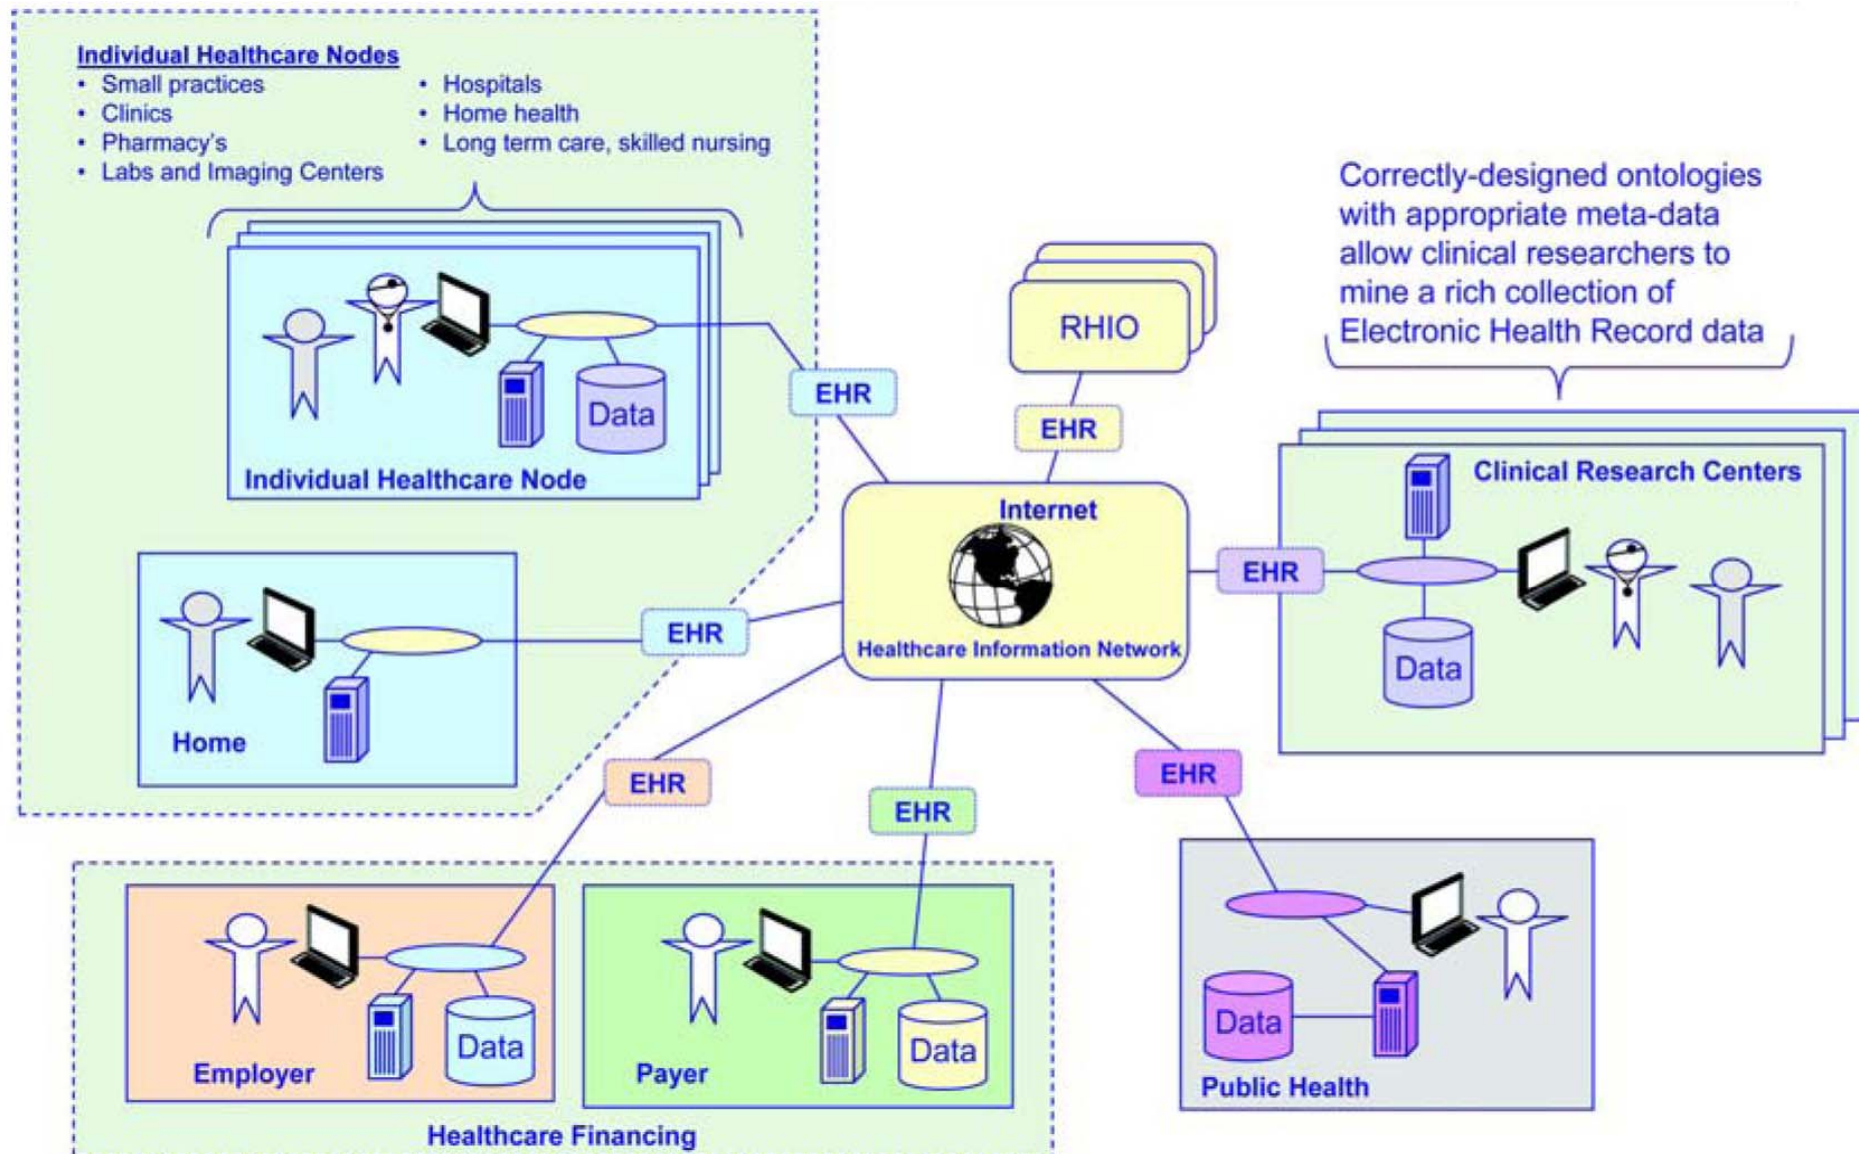 Individual Healthcare Nodes
• Small practices
• Clinics
• Pharmacy's
• Labs and Imaging Centers
• Hospitals
• Home health
• Long term care, skilled nursing
Data
Individual Healthcare Node
EHR
RHIO
EHR
Correctly-designed ontologies
with appropriate meta-data
allow clinical researchers to
mine a rich collection of
Electronic Health Record data
Clinical Research Centers
EHR
Data
Internet
Healthcare Information Network
Home
EHR
EHR
EHR
EHR
Employer
Data
Payer
Data
Healthcare Financing
Data
Public Health